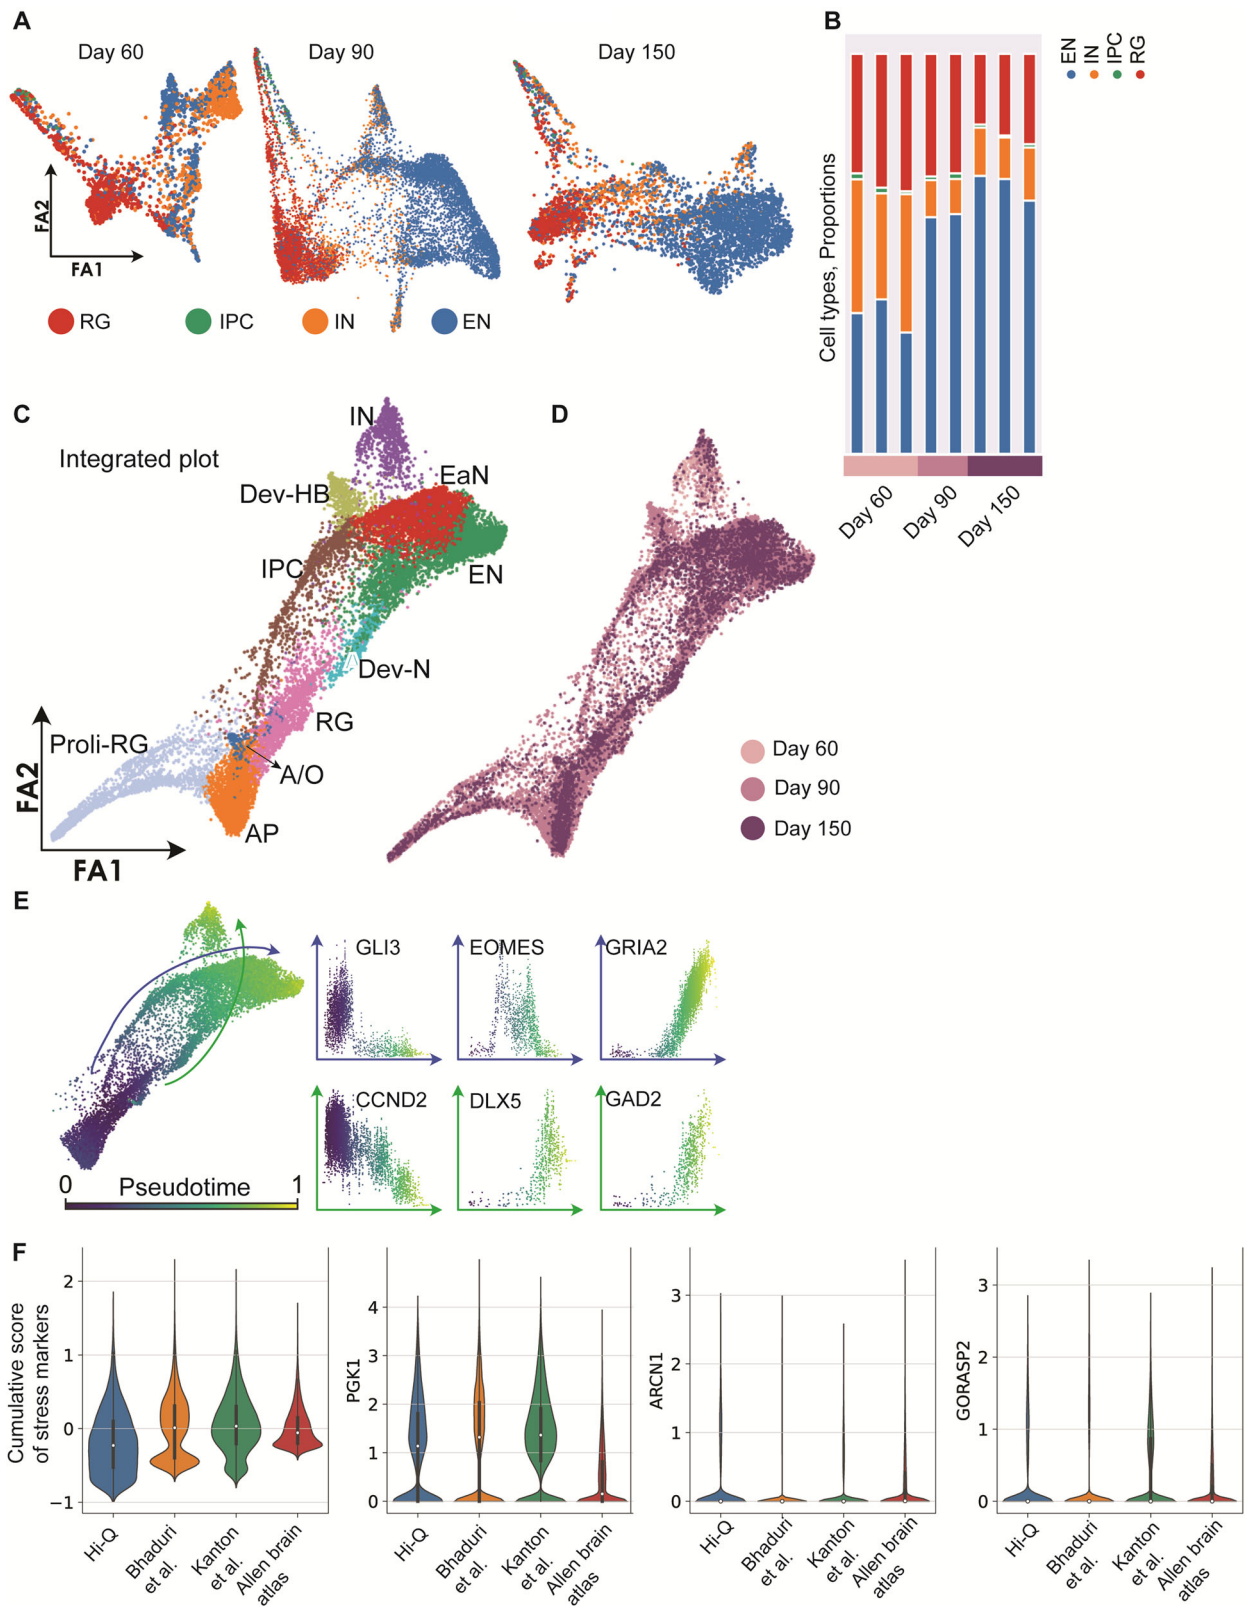 A
Day 60
Day 90
Day 150
FA2
FA1
RG
IPC
IN
EN
B
EN
IN
IPC
RG
Cell types, Proportions
Day 60
Day 90
Day 150
C
Integrated plot
IN
Dev-HB
EaN
IPC
EN
Dev-N
RG
Proli-RG
A/O
AP
FA2
FA1
D
Day 60
Day 90
Day 150
E
0
Pseudotime
1
GLI3
EOMES
GRIA2
CCND2
DLX5
GAD2
F
Cumulative score
of stress markers
2
1
0
−1
Hi-Q
Bhaduri
et al.
Kanton
et al.
Allen brain
atlas
PGK1
4
3
2
1
0
Hi-Q
Bhaduri
et al.
Kanton
et al.
Allen brain
atlas
ARCN1
3
2
1
0
Hi-Q
Bhaduri
et al.
Kanton
et al.
Allen brain
atlas
GORASP2
3
2
1
0
Hi-Q
Bhaduri
et al.
Kanton
et al.
Allen brain
atlas